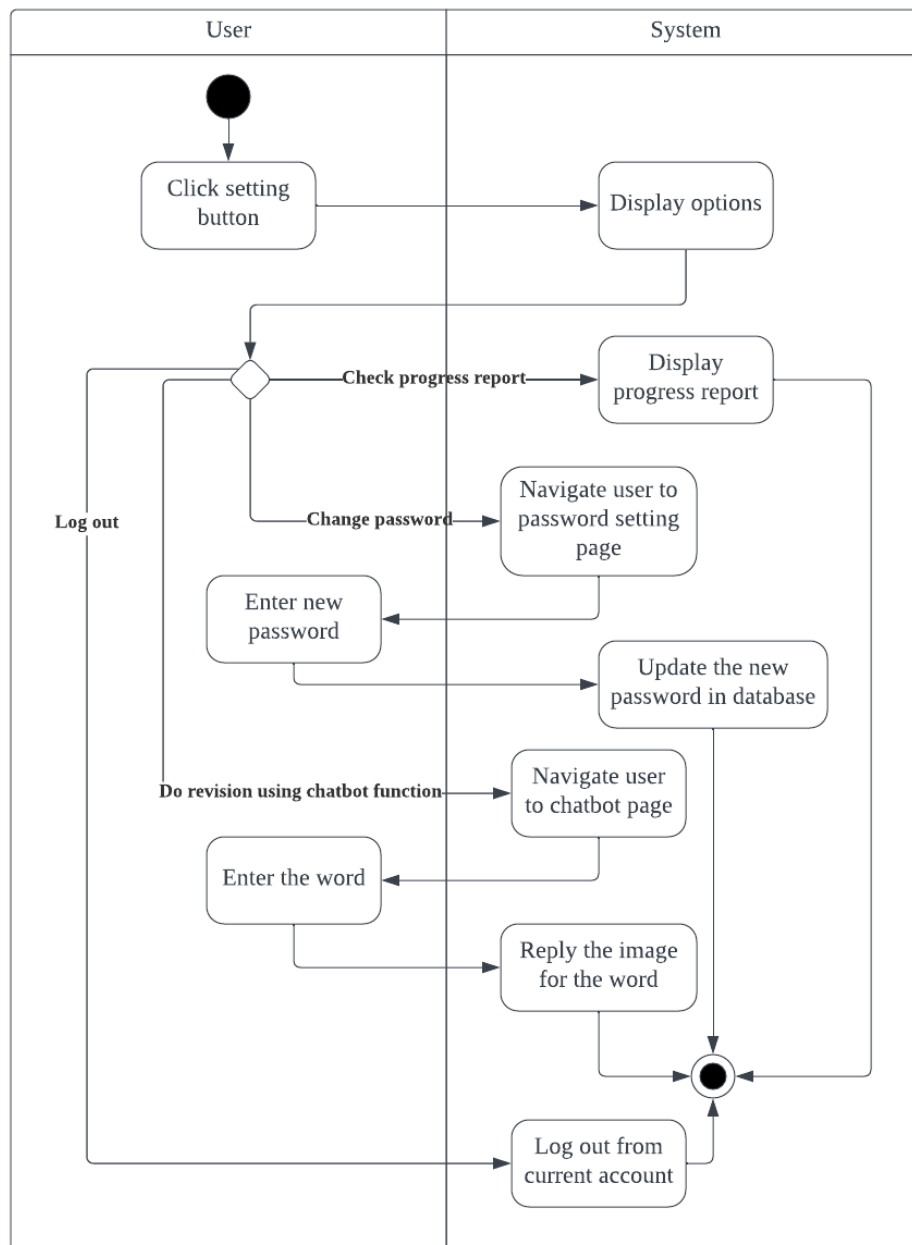 User
System
Click setting
button
Display options
Check progress report
Display
progress report
Log out
Change password
Navigate user to
password setting
page
Enter new
password
Update the new
password in database
Do revision using chatbot function
Navigate user
to chatbot page
Enter the word
Reply the image
for the word
Log out from
current account